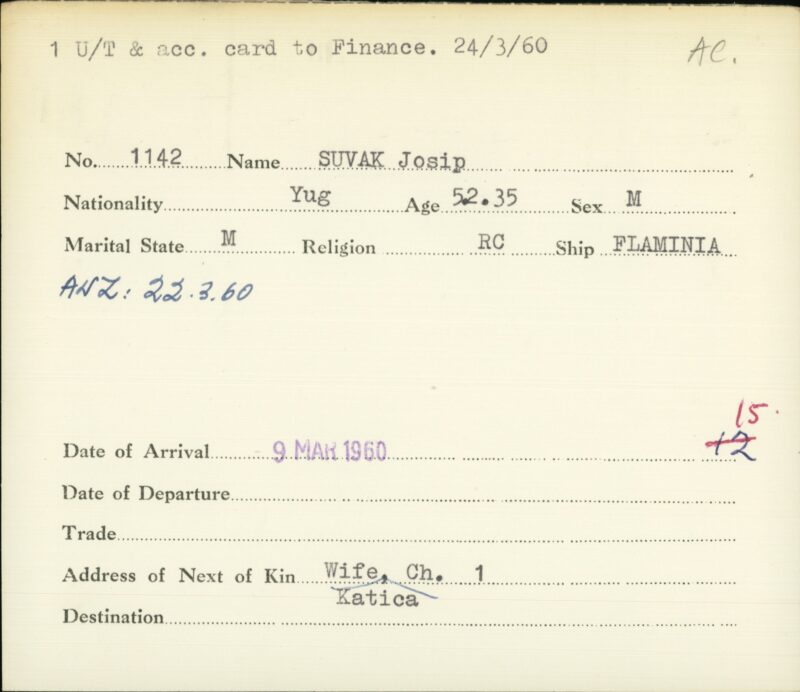 1 U/T & acc. card to Finance. 24/3/60 AC.
No. 1142 Name SUVAK Josip
Nationality Yug Age 5.2.35 Sex M
Marital State M Religion RC Ship FLAMINIA
ANZ: 22.3.60
15.
12
Date of Arrival 9 MAR 1960
Date of Departure
Trade
Address of Next of Kin Wife, Ch. 1
Katica
Destination